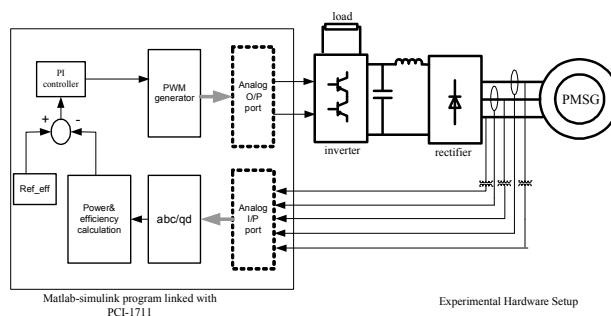 load
PI
controller
PWM
generator
Analog
O/P
port
inverter
rectifier
PMSG
+
-
Ref_eff
Power&
efficiency
calculation
abc/qd
Analog
I/P
port
Matlab-simulink program linked with
PCI-1711
Experimental Hardware Setup